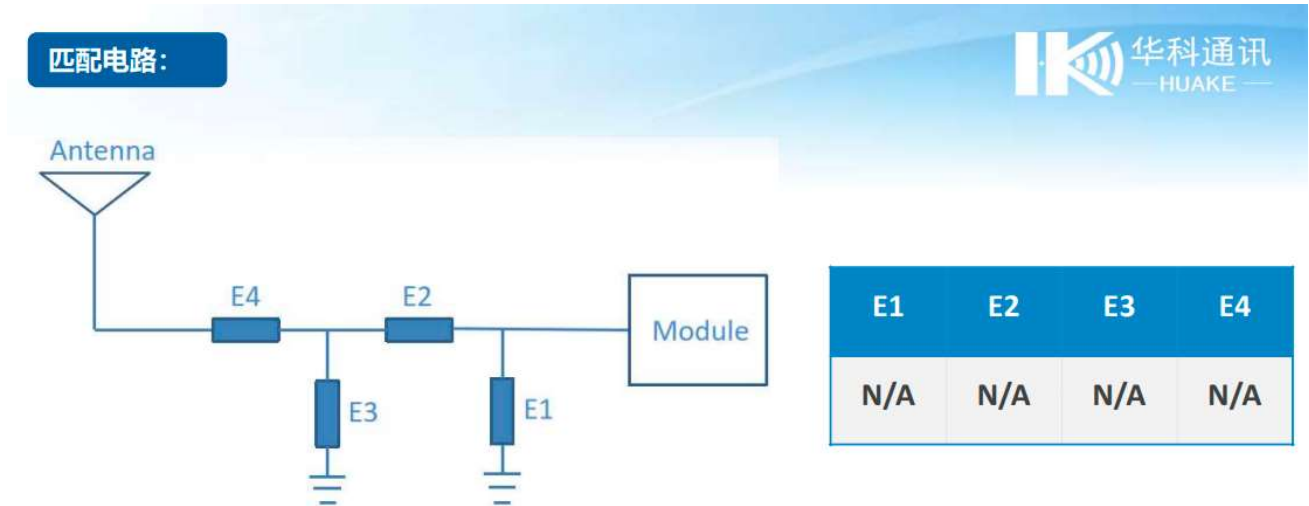 匹配电路：
华科通讯
HUAKE
Antenna
E4
E2
Module
E3
E1
E1 E2 E3 E4
N/A N/A N/A N/A